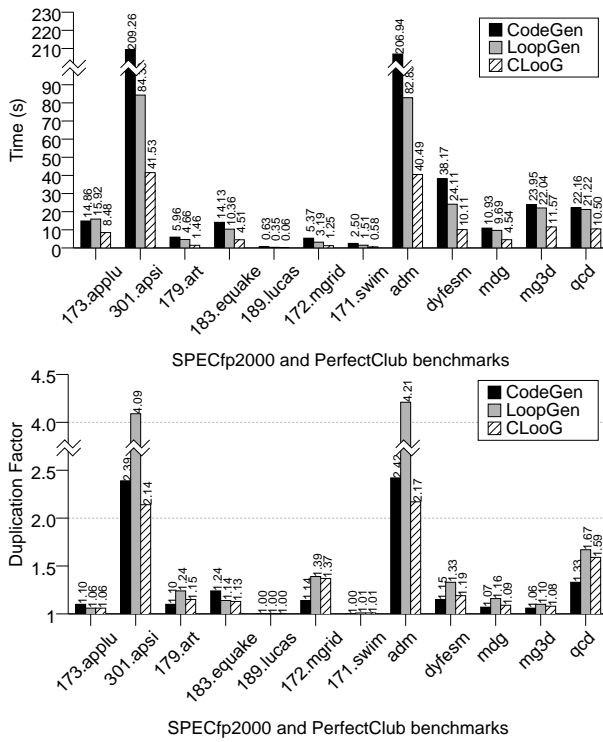 230
210
90
80
70
60
50
40
30
20
10
0
Time (s)
CodeGen
LoopGen
CLooG
14.86
15.92
8.48
209.26
41.53
5.96
4.66
1.46
14.13
10.36
4.51
0.63
0.35
0.06
5.37
3.19
1.25
2.50
1.51
0.58
206.94
40.49
38.17
24.11
10.11
10.93
9.69
4.54
23.95
22.04
11.57
22.16
21.22
10.50
173.applu
301.apsi
179.art
183.equake
189.lucas
172.mgrid
171.swim
adm
dyfesm
mdg
mg3d
qcd
SPECfp2000 and PerfectClub benchmarks
4.5
4.0
2.5
2.0
1.5
1
Duplication Factor
CodeGen
LoopGen
CLooG
1.10
1.06
1.06
2.39
4.09
2.14
1.10
1.24
1.15
1.24
1.14
1.13
1.00
1.00
1.00
1.14
1.39
1.37
1.00
1.01
1.01
2.42
4.21
2.17
1.15
1.33
1.19
1.07
1.16
1.09
1.06
1.10
1.08
1.33
1.67
1.59
173.applu
301.apsi
179.art
183.equake
189.lucas
172.mgrid
171.swim
adm
dyfesm
mdg
mg3d
qcd
SPECfp2000 and PerfectClub benchmarks